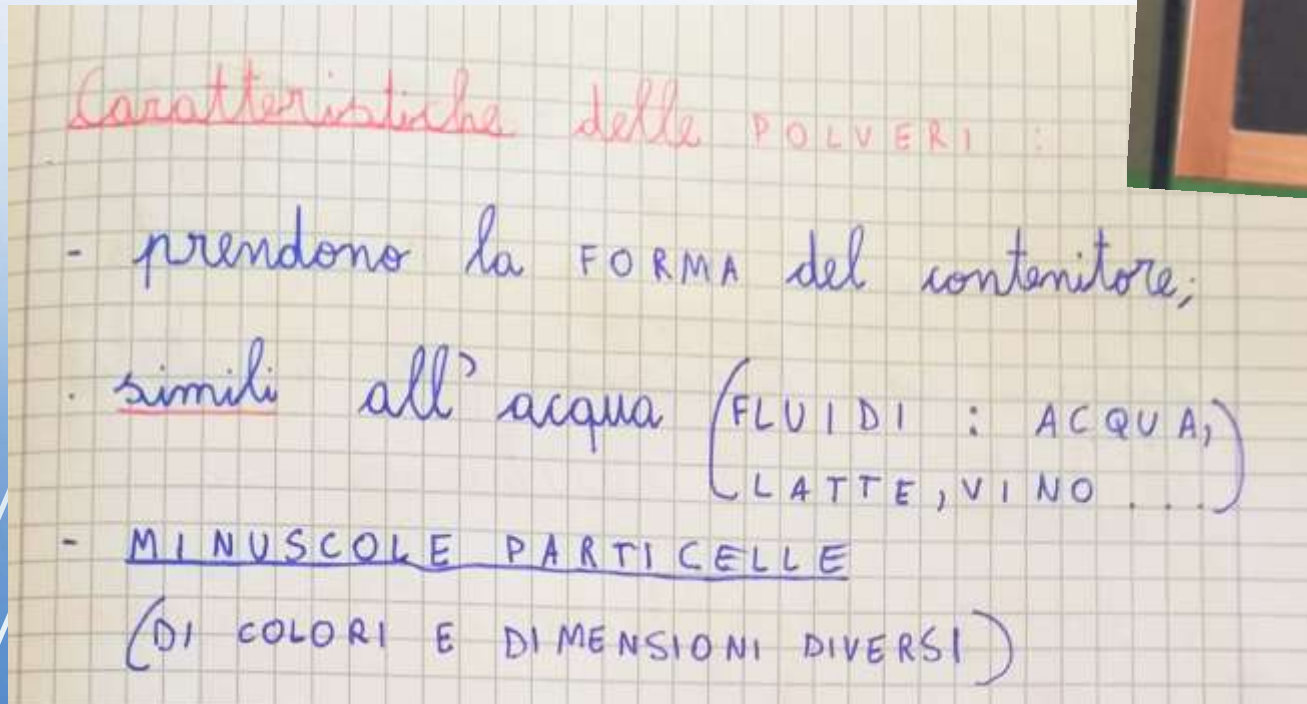 Caratteristiche delle POLVERI :
- prendono la FORMA del contenitore;
. simili all' acqua (FLUIDI : ACQUA,
LATTE, VINO ...)
- MINUSCOLE PARTICELLE
(DI COLORI E DIMENSIONI DIVERSI)